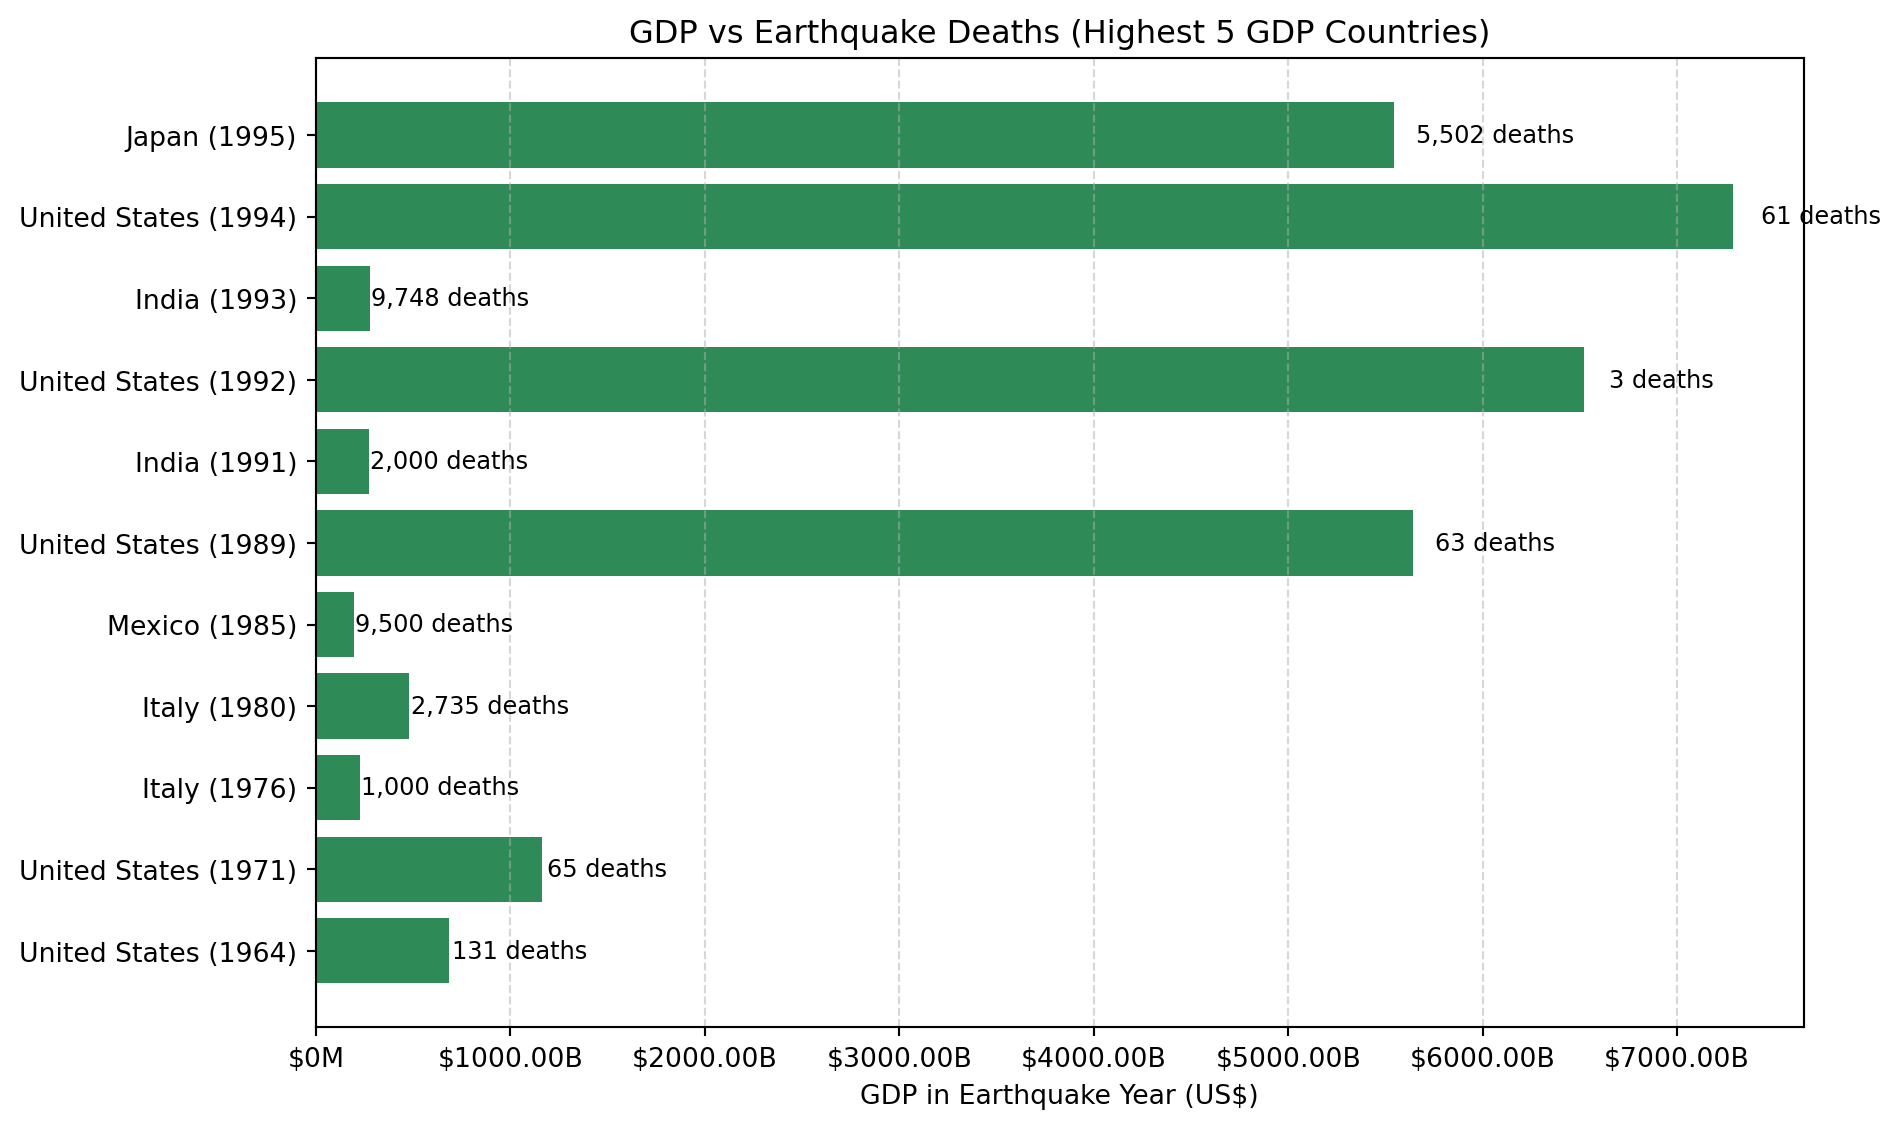 GDP vs Earthquake Deaths (Highest 5 GDP Countries)
Japan (1995) 5,502 deaths
United States (1994) 61 deaths
India (1993) 9,748 deaths
United States (1992) 3 deaths
India (1991) 2,000 deaths
United States (1989) 63 deaths
Mexico (1985) 9,500 deaths
Italy (1980) 2,735 deaths
Italy (1976) 1,000 deaths
United States (1971) 65 deaths
United States (1964) 131 deaths
$0M $1000.00B $2000.00B $3000.00B $4000.00B $5000.00B $6000.00B $7000.00B
GDP in Earthquake Year (US$)